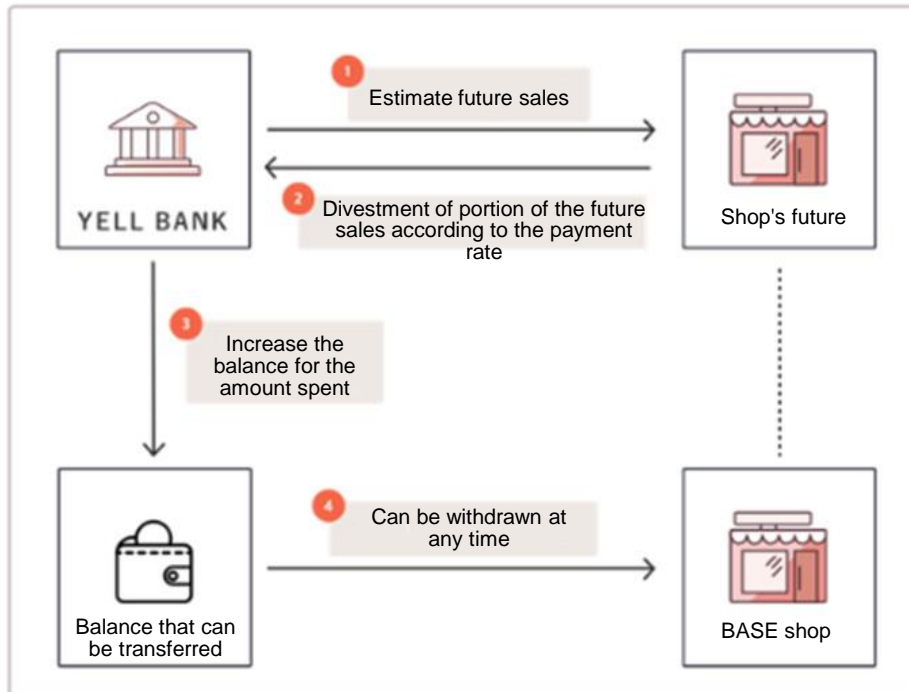 1
Estimate future sales
2
Divestment of portion of the future
sales according to the payment
rate
YELL BANK
Shop's future
3
Increase the
balance for the
amount spent
4
Can be withdrawn at
any time
Balance that can
be transferred
BASE shop